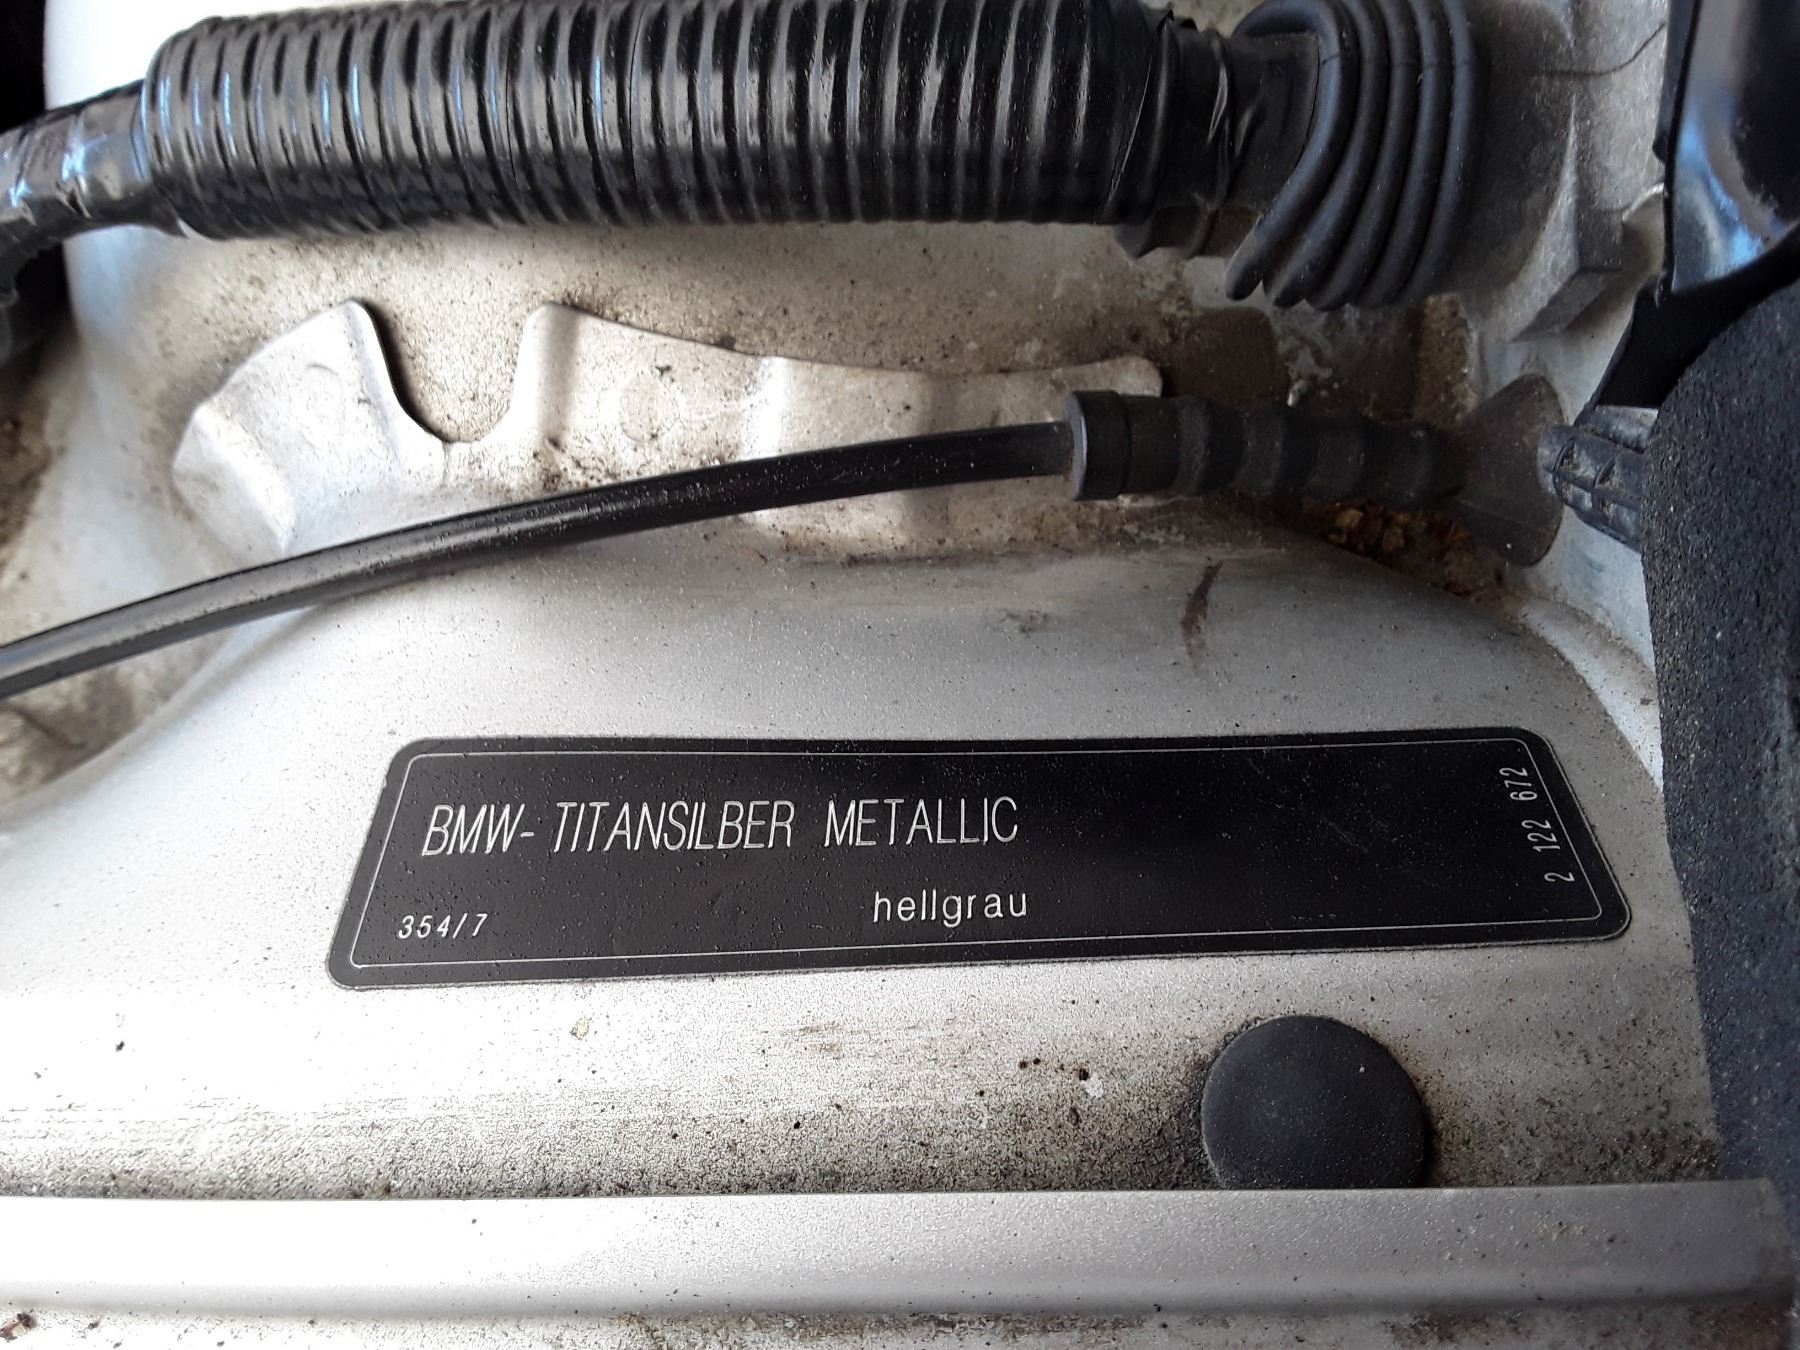 BMW-TITANSILBER METALLIC
hellgrau
354/7
2 122 672